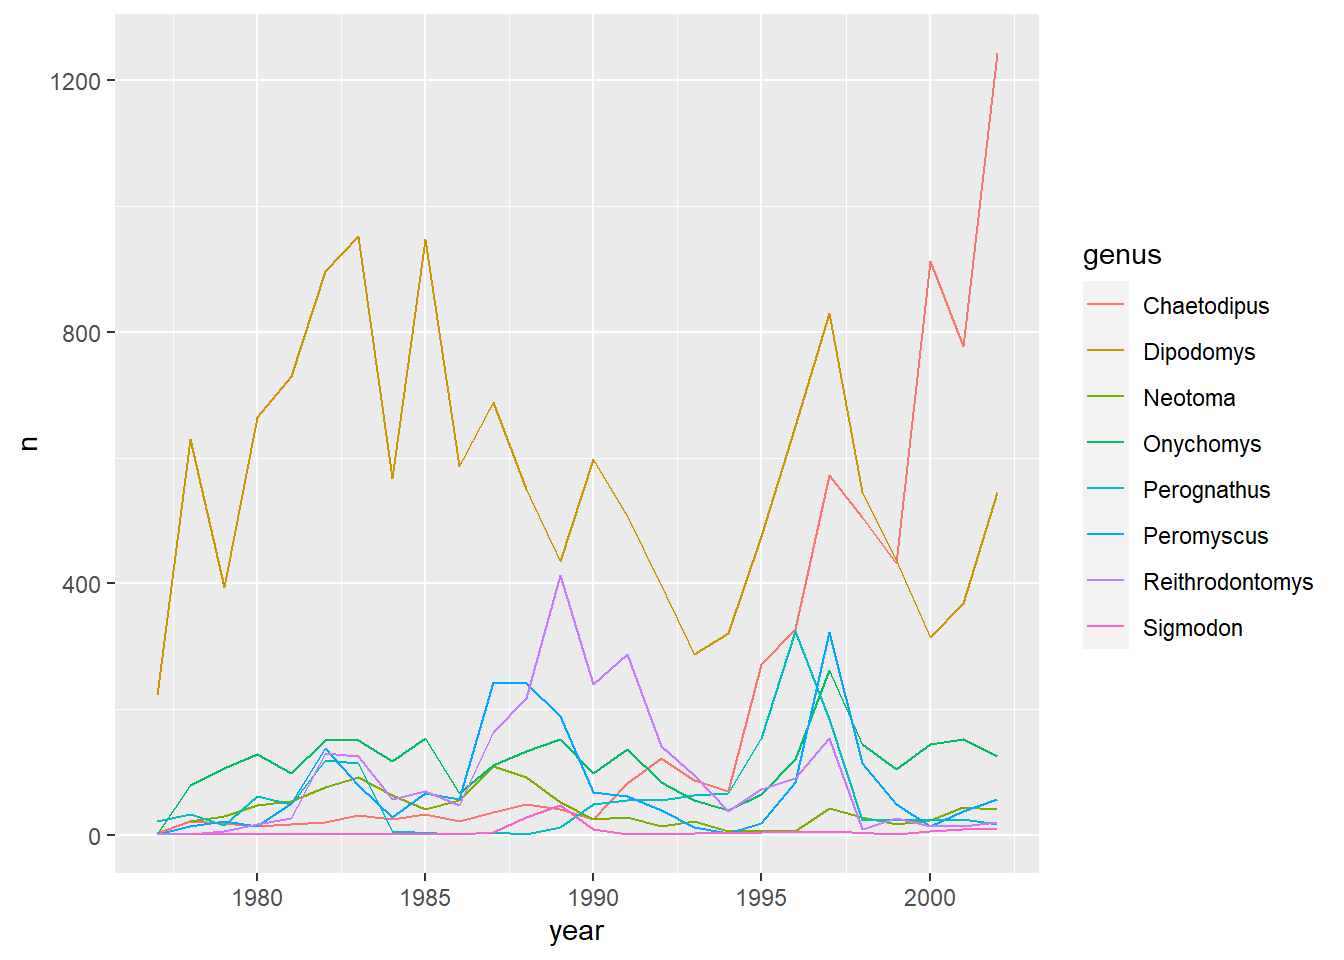 1200
800
400
0
n
1980 1985 1990 1995 2000
year
genus
Chaetodipus
Dipodomys
Neotoma
Onychomys
Perognathus
Peromyscus
Reithrodontomys
Sigmodon